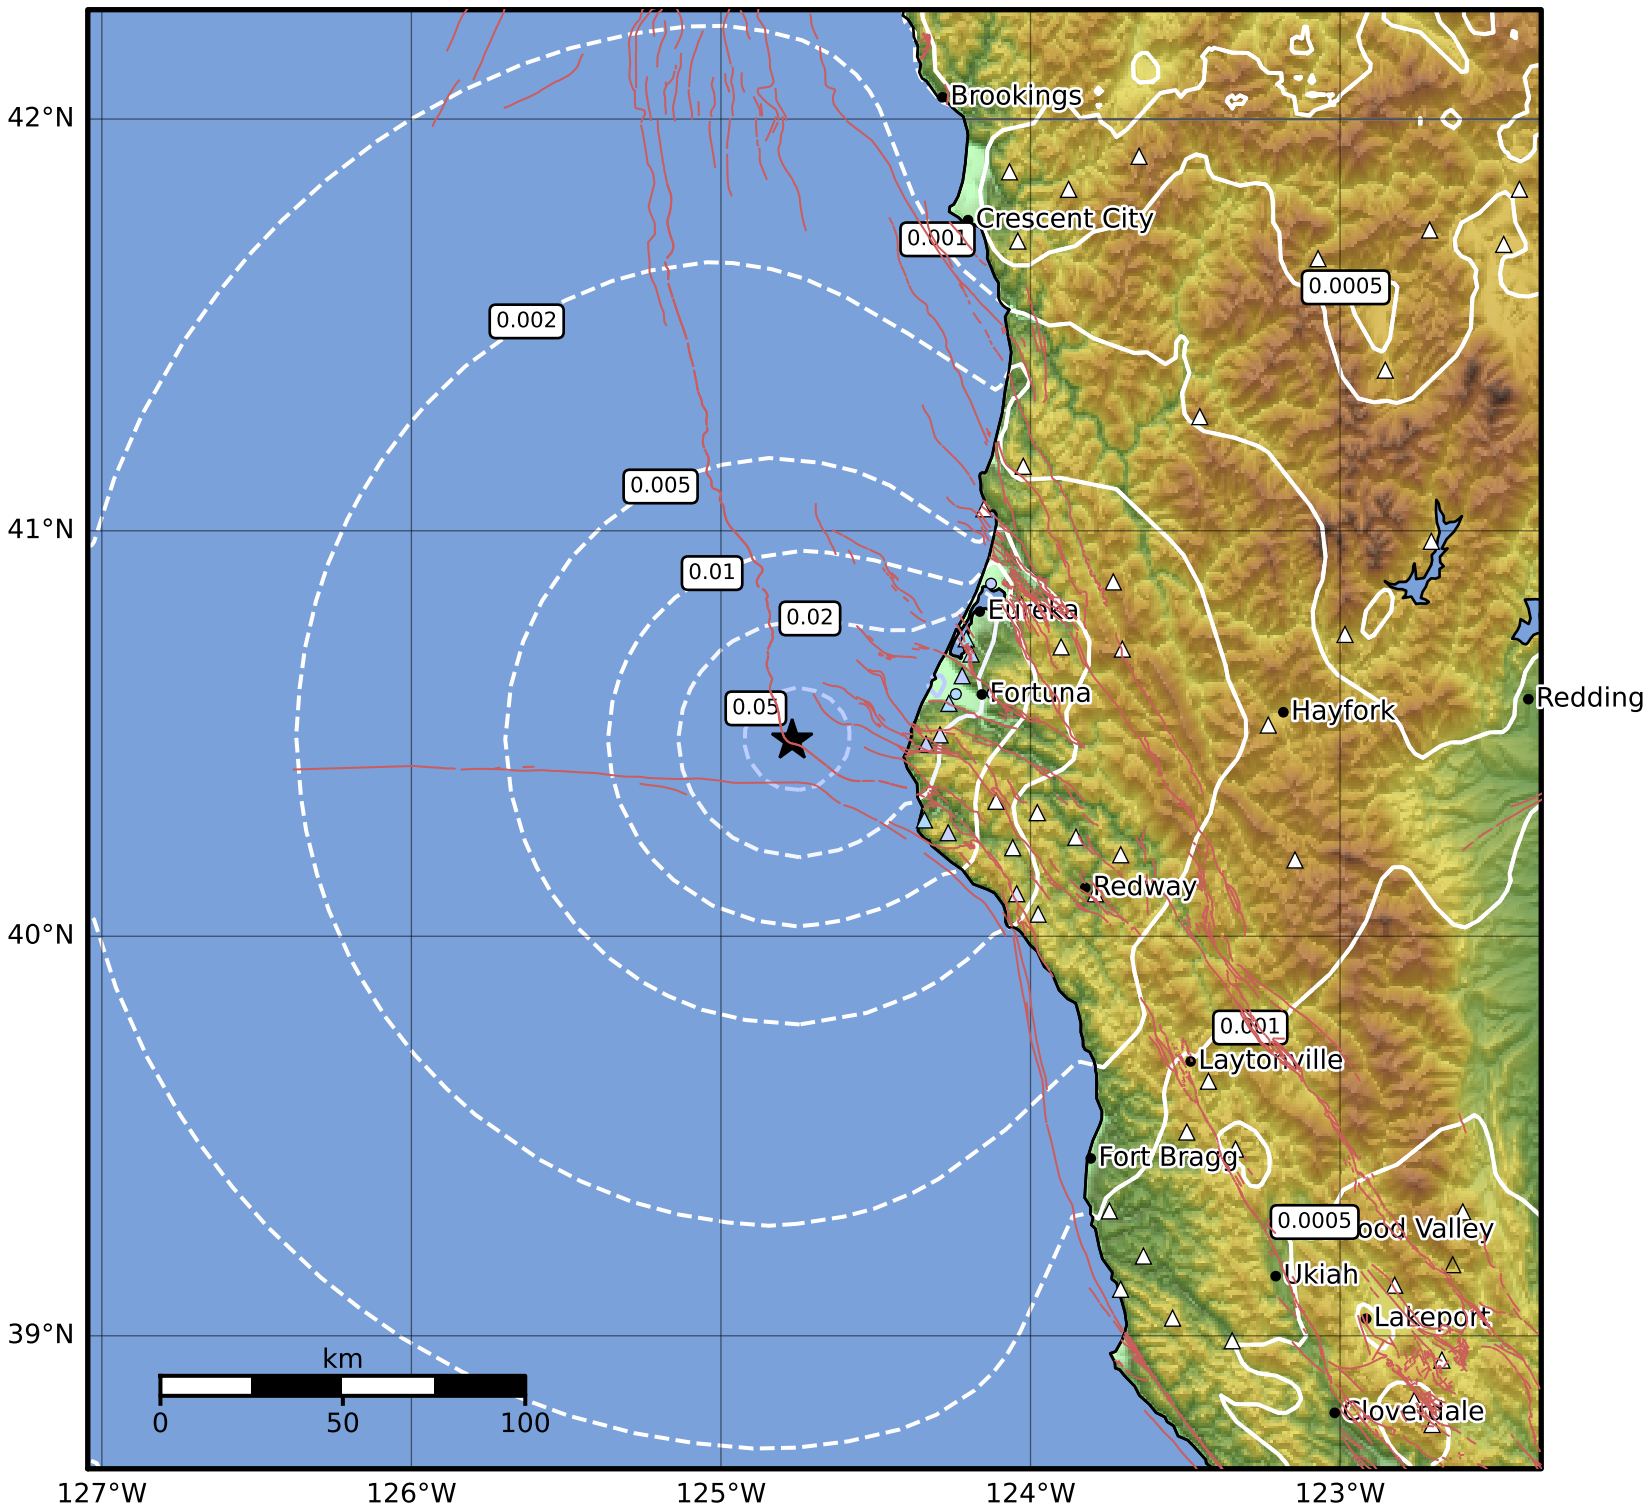 42°N
41°N
40°N
39°N
Brookings
Crescent City
0.001
0.0005
0.002
0.005
0.01
0.02
Eureka
Fortuna
0.05
Hayfork
Redding
Redway
0.001
Laytonville
Fort Bragg
0.0005
ood Valley
Ukiah
Lakeport
Cloverdale
km
0 50 100
127°W 126°W 125°W 124°W 123°W